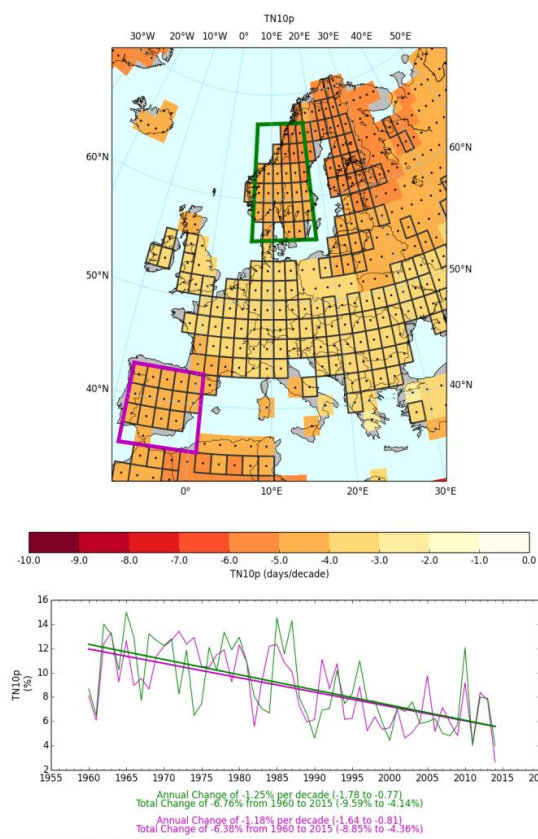 TN10p
30°W 20°W 10°W 0° 10°E 20°E 30°E 40°E 50°E
60°N 60°N
50°N 50°N
40°N 40°N
0° 10°E 20°E 30°E
-10.0 -9.0 -8.0 -7.0 -6.0 -5.0 -4.0 -3.0 -2.0 -1.0 0.0
TN10p (days/decade)
16
14
12
10
8
6
4
2
TN10p
(%)
1955 1960 1965 1970 1975 1980 1985 1990 1995 2000 2005 2010 2015 20
Annual Change of -1.25% per decade (-1.78 to -0.77)
Total Change of -6.76% from 1960 to 2015 (-9.59% to -4.14%)
Annual Change of -1.18% per decade (-1.64 to -0.81)
Total Change of -6.38% from 1960 to 2015 (-8.85% to -4.36%)